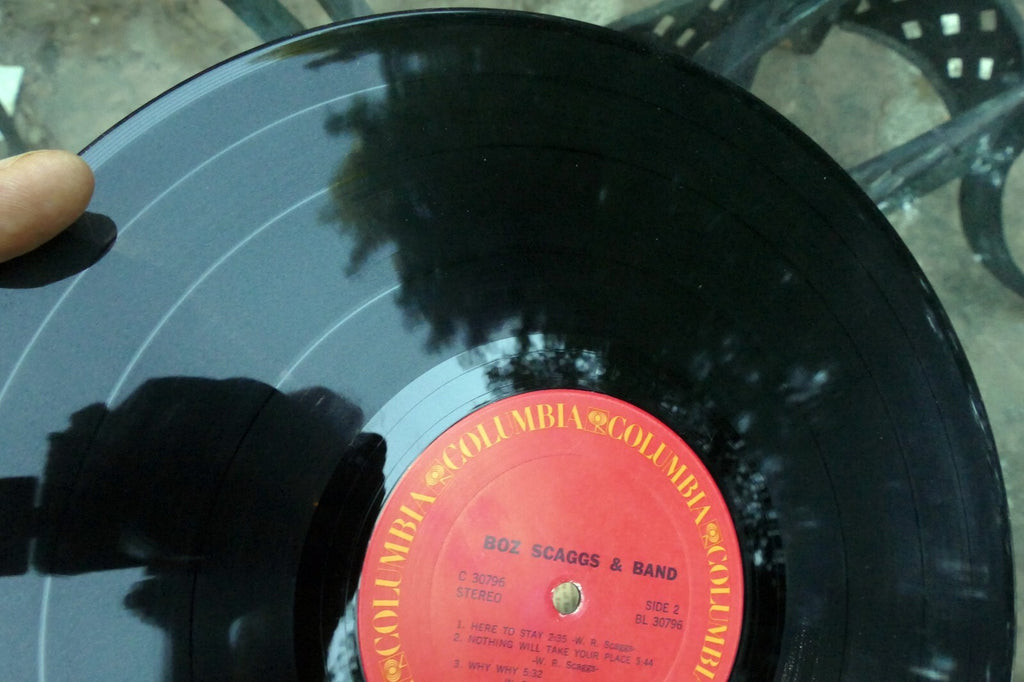 COLUMBIA COLUMBIA COLUMBIA COLUMBI
BOZ SCAGGS & BAND
C 30796
STEREO
SIDE 2
BL 30796
1. HERE TO STAY 2:35 -W. R. Scaggs-
2. NOTHING WILL TAKE YOUR PLACE 5:44
-W. R. Scaggs-
3. WHY WHY 5:32